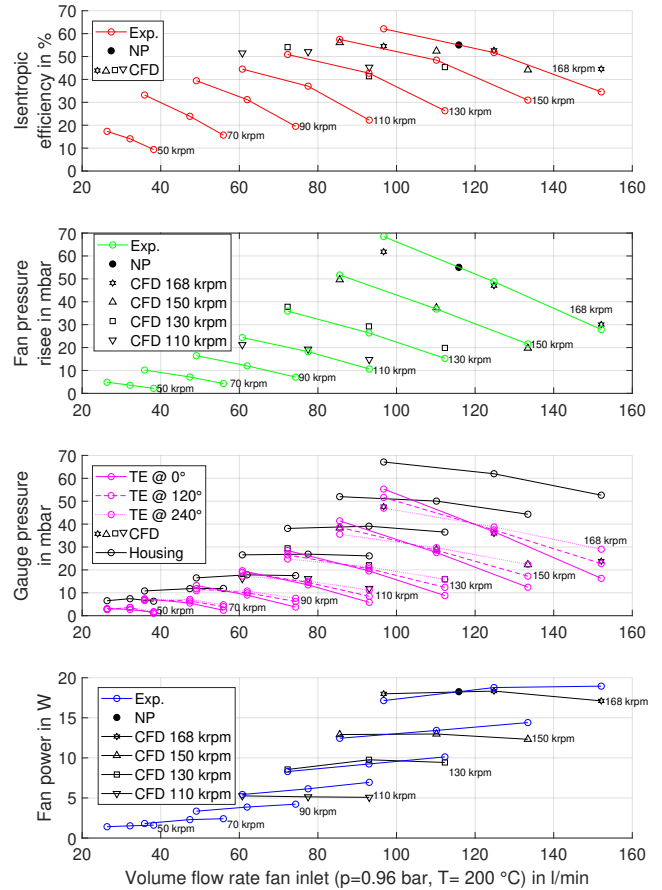 70
60
50
40
30
20
10
0
Isentropic
efficiency in %
Exp.
NP
CFD
50 krpm
70 krpm
90 krpm
110 krpm
130 krpm
150 krpm
168 krpm
20 40 60 80 100 120 140 160
70
60
50
40
30
20
10
0
Fan pressure
risee in mbar
Exp.
NP
CFD 168 krpm
CFD 150 krpm
CFD 130 krpm
CFD 110 krpm
50 krpm
70 krpm
90 krpm
110 krpm
130 krpm
150 krpm
168 krpm
20 40 60 80 100 120 140 160
70
60
50
40
30
20
10
0
Gauge pressure
in mbar
TE @ 0°
TE @ 120°
TE @ 240°
CFD
Housing
50 krpm
70 krpm
90 krpm
110 krpm
130 krpm
150 krpm
168 krpm
20 40 60 80 100 120 140 160
20
15
10
5
0
Fan power in W
Exp.
NP
CFD 168 krpm
CFD 150 krpm
CFD 130 krpm
CFD 110 krpm
50 krpm
70 krpm
90 krpm
110 krpm
130 krpm
150 krpm
168 krpm
20 40 60 80 100 120 140 160
Volume flow rate fan inlet (p=0.96 bar, T= 200 °C) in l/min